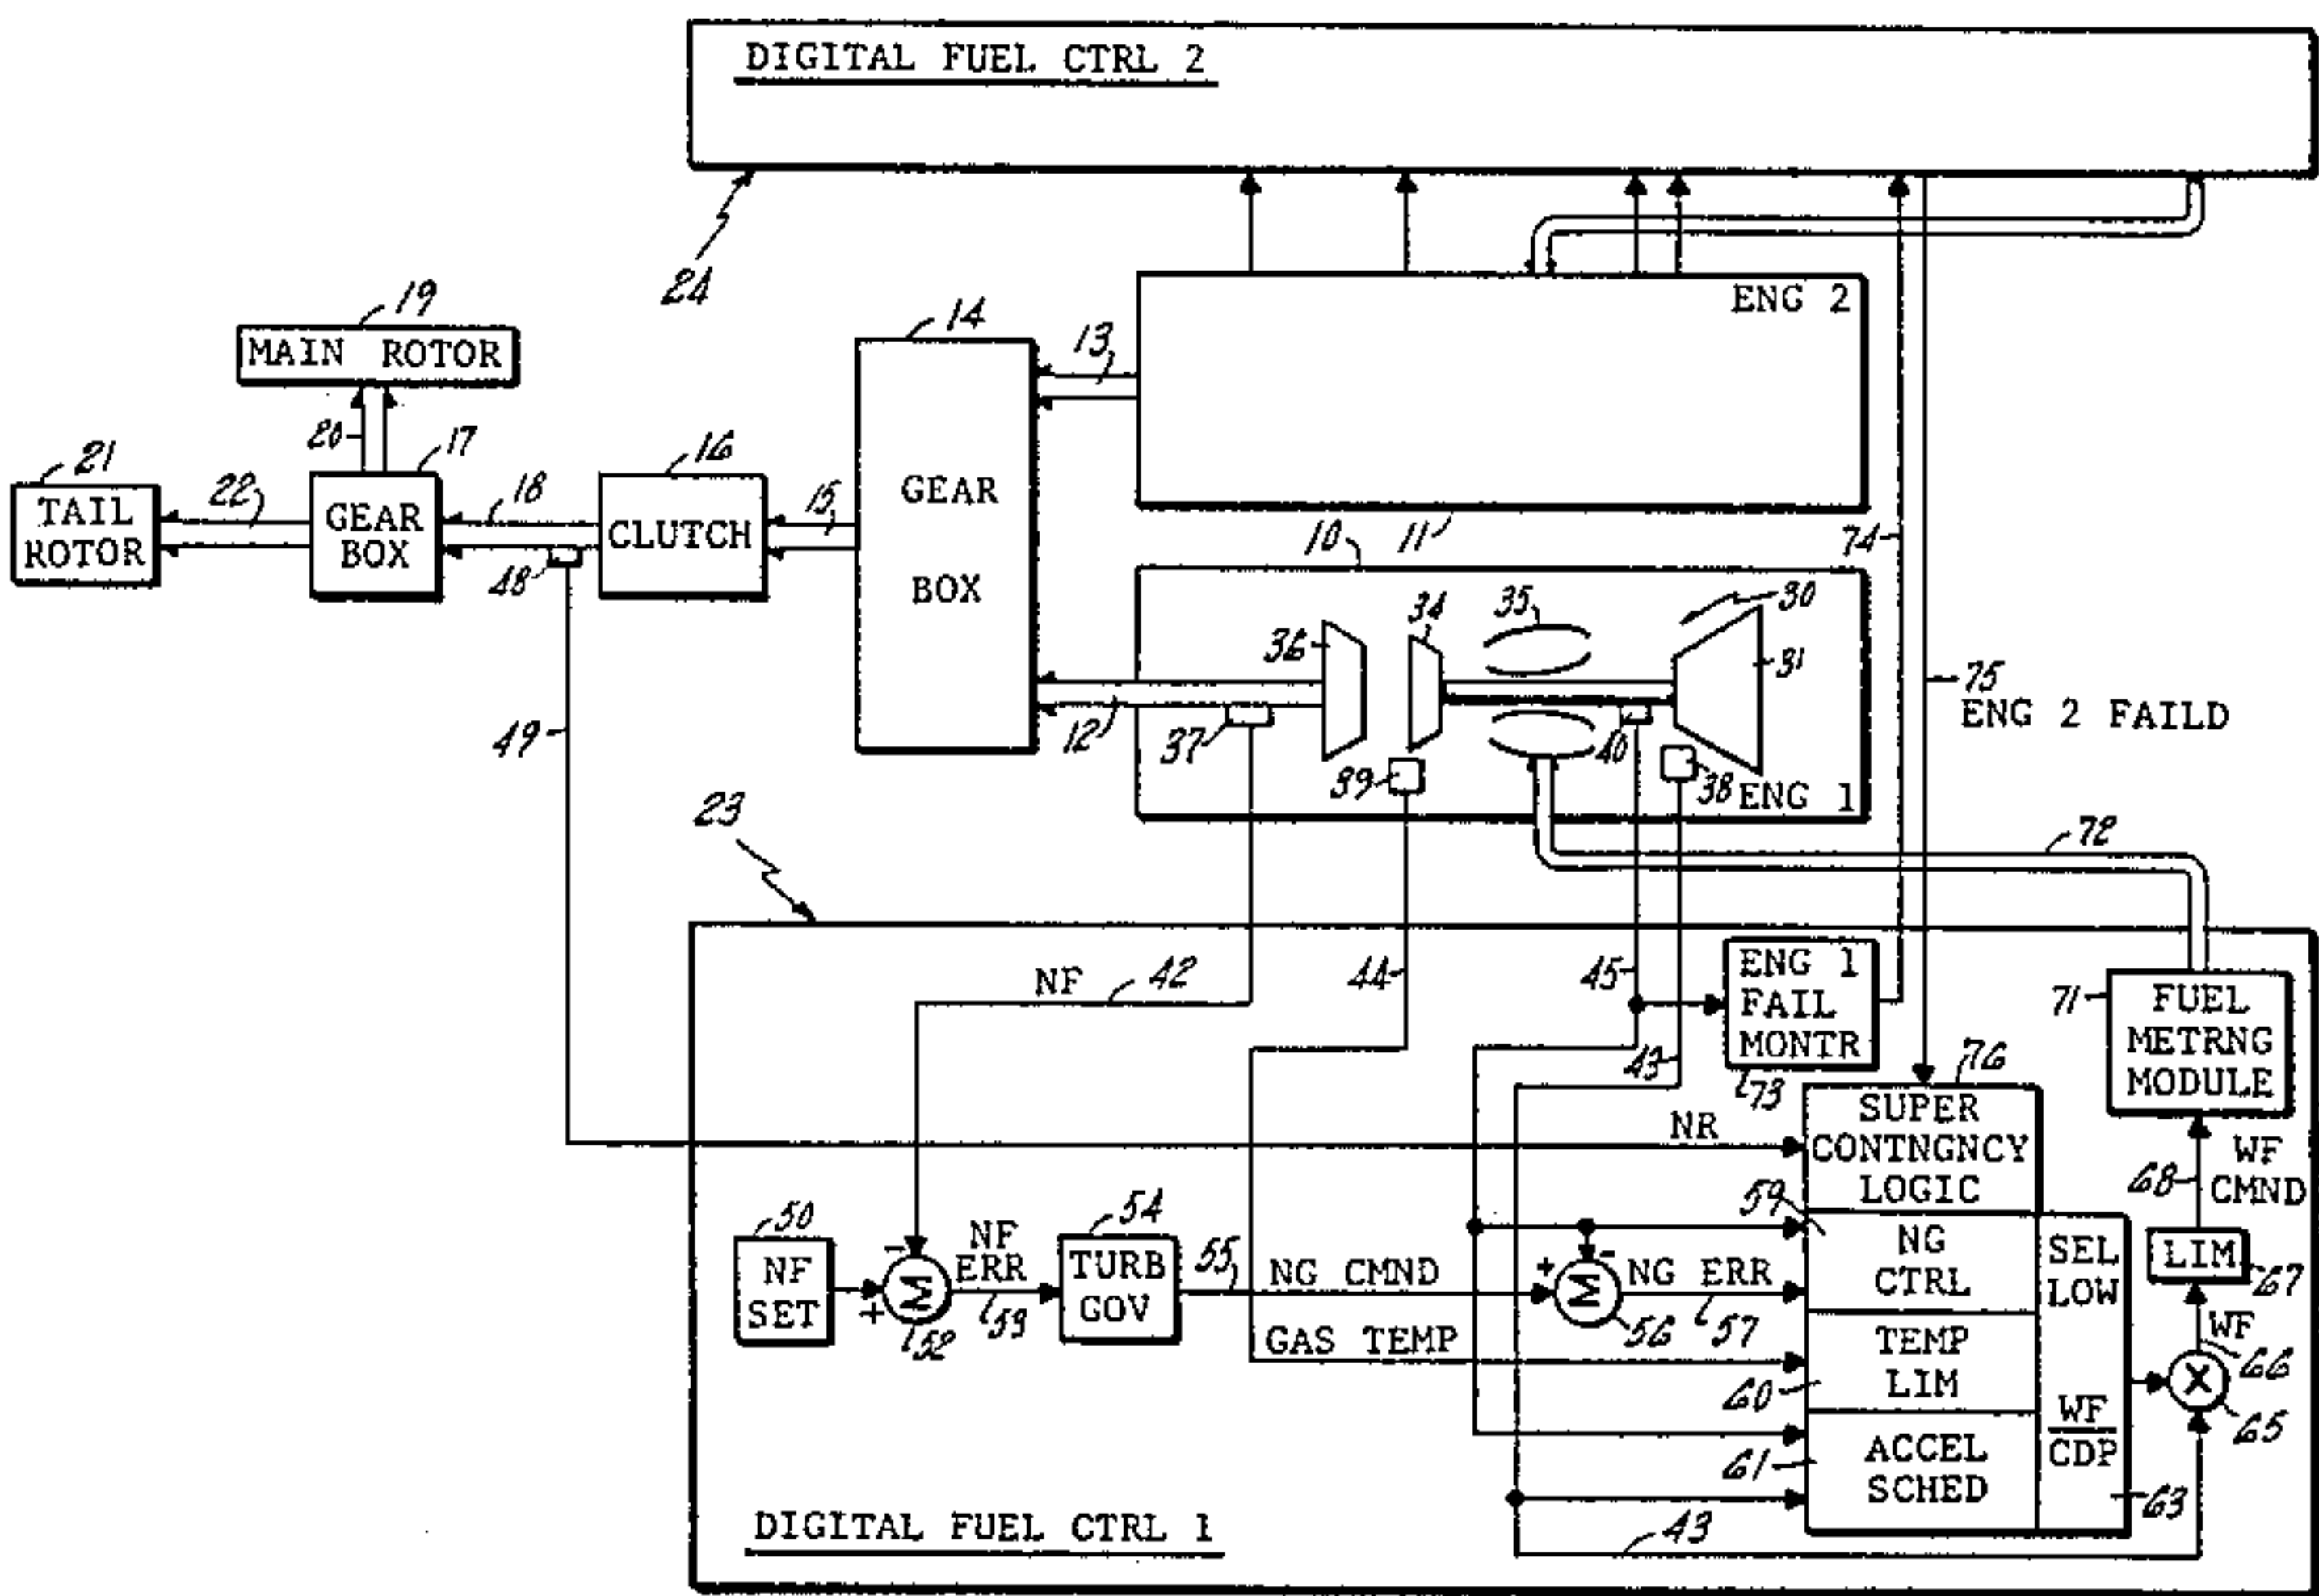 DIGITAL FUEL CTRL 2
24
ENG 2
19
MAIN ROTOR
14
13
20
17
16
21
22
18
15
TAIL
ROTOR
GEAR
BOX
CLUTCH
GEAR
BOX
48
10
11
74
35
30
34
36
31
12
37
40
39
38
ENG 1
75
ENG 2 FAILD
49
23
72
NF
42
44
45
43
ENG 1
FAIL
MONTR
73
71
FUEL
METRNG
MODULE
76
SUPER
CONTNGNCY
LOGIC
NR
68
WF
CMND
59
50
NF
SET
-
+
Σ
52
NF
ERR
53
54
TURB
GOV
55
NG CMND
+
-
Σ
56
NG ERR
57
NG
CTRL
SEL
LOW
LIM
67
GAS TEMP
60
TEMP
LIM
WF
66
X
65
61
ACCEL
SCHED
WF
CDP
63
43
DIGITAL FUEL CTRL 1